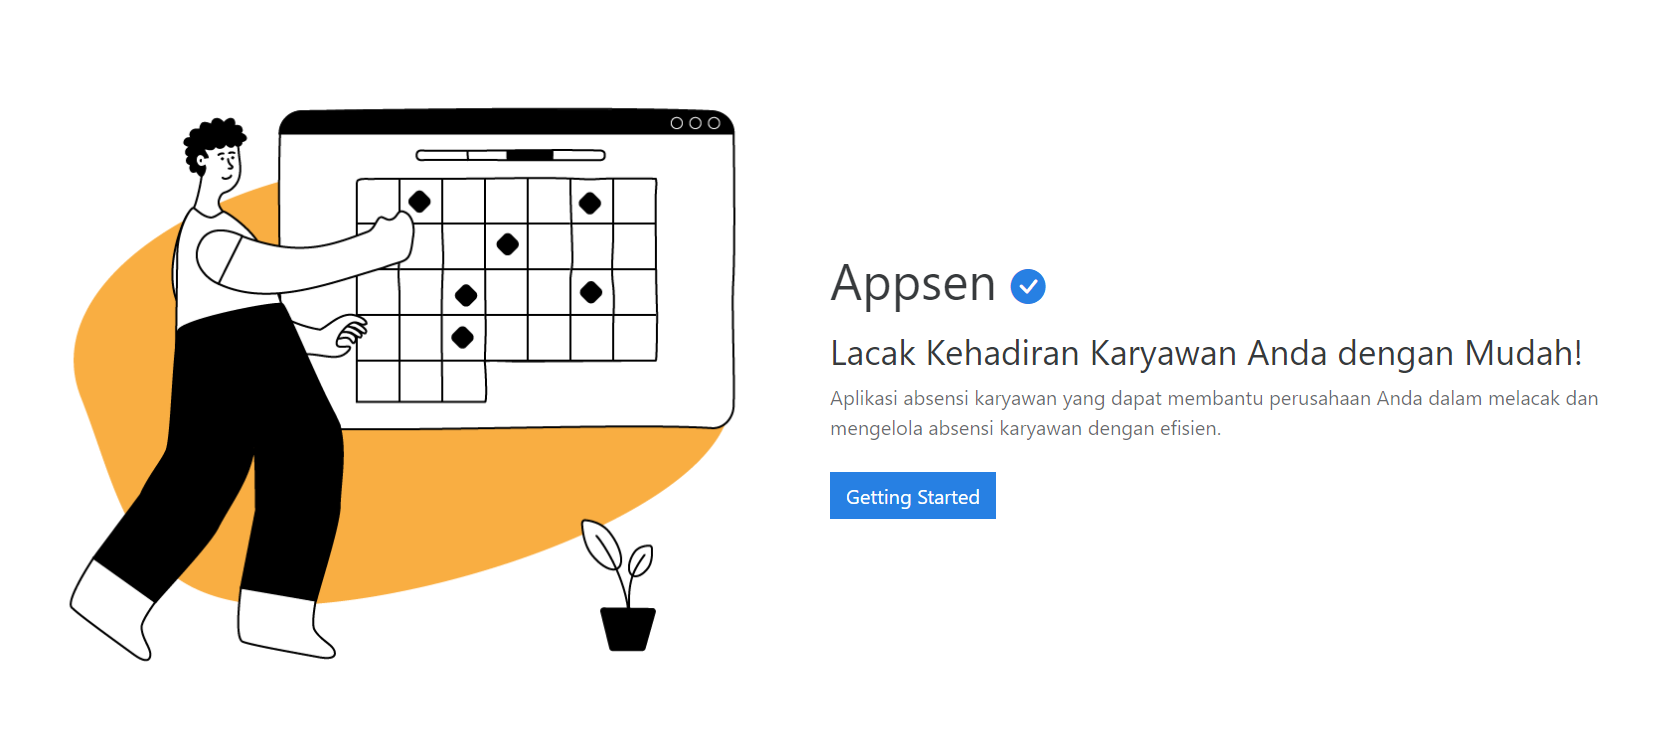 Appsen
Lacak Kehadiran Karyawan Anda dengan Mudah!
Aplikasi absensi karyawan yang dapat membantu perusahaan Anda dalam melacak dan
mengelola absensi karyawan dengan efisien.
Getting Started